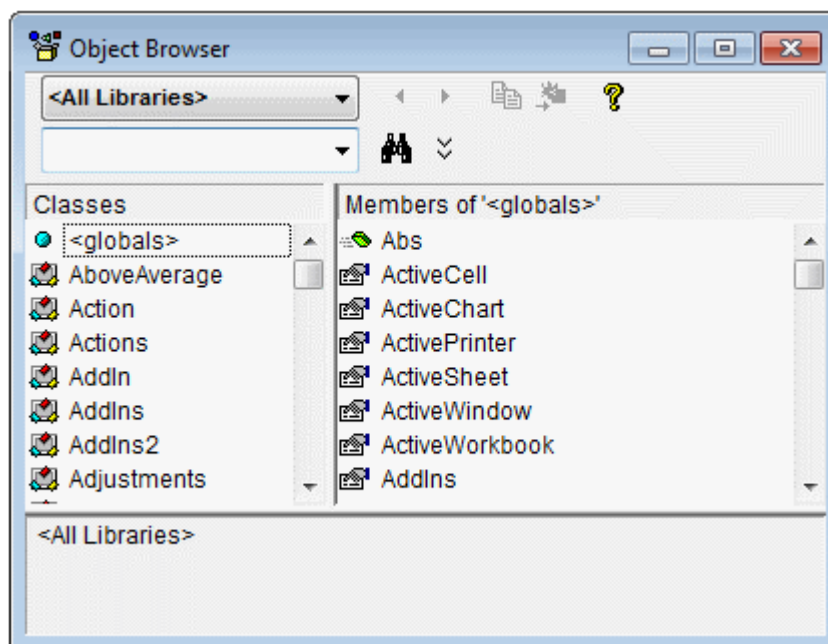 Object Browser
<All Libraries>
Classes
<globals>
AboveAverage
Action
Actions
AddIn
AddIns
AddIns2
Adjustments
Members of '<globals>'
Abs
ActiveCell
ActiveChart
ActivePrinter
ActiveSheet
ActiveWindow
ActiveWorkbook
AddIns
<All Libraries>